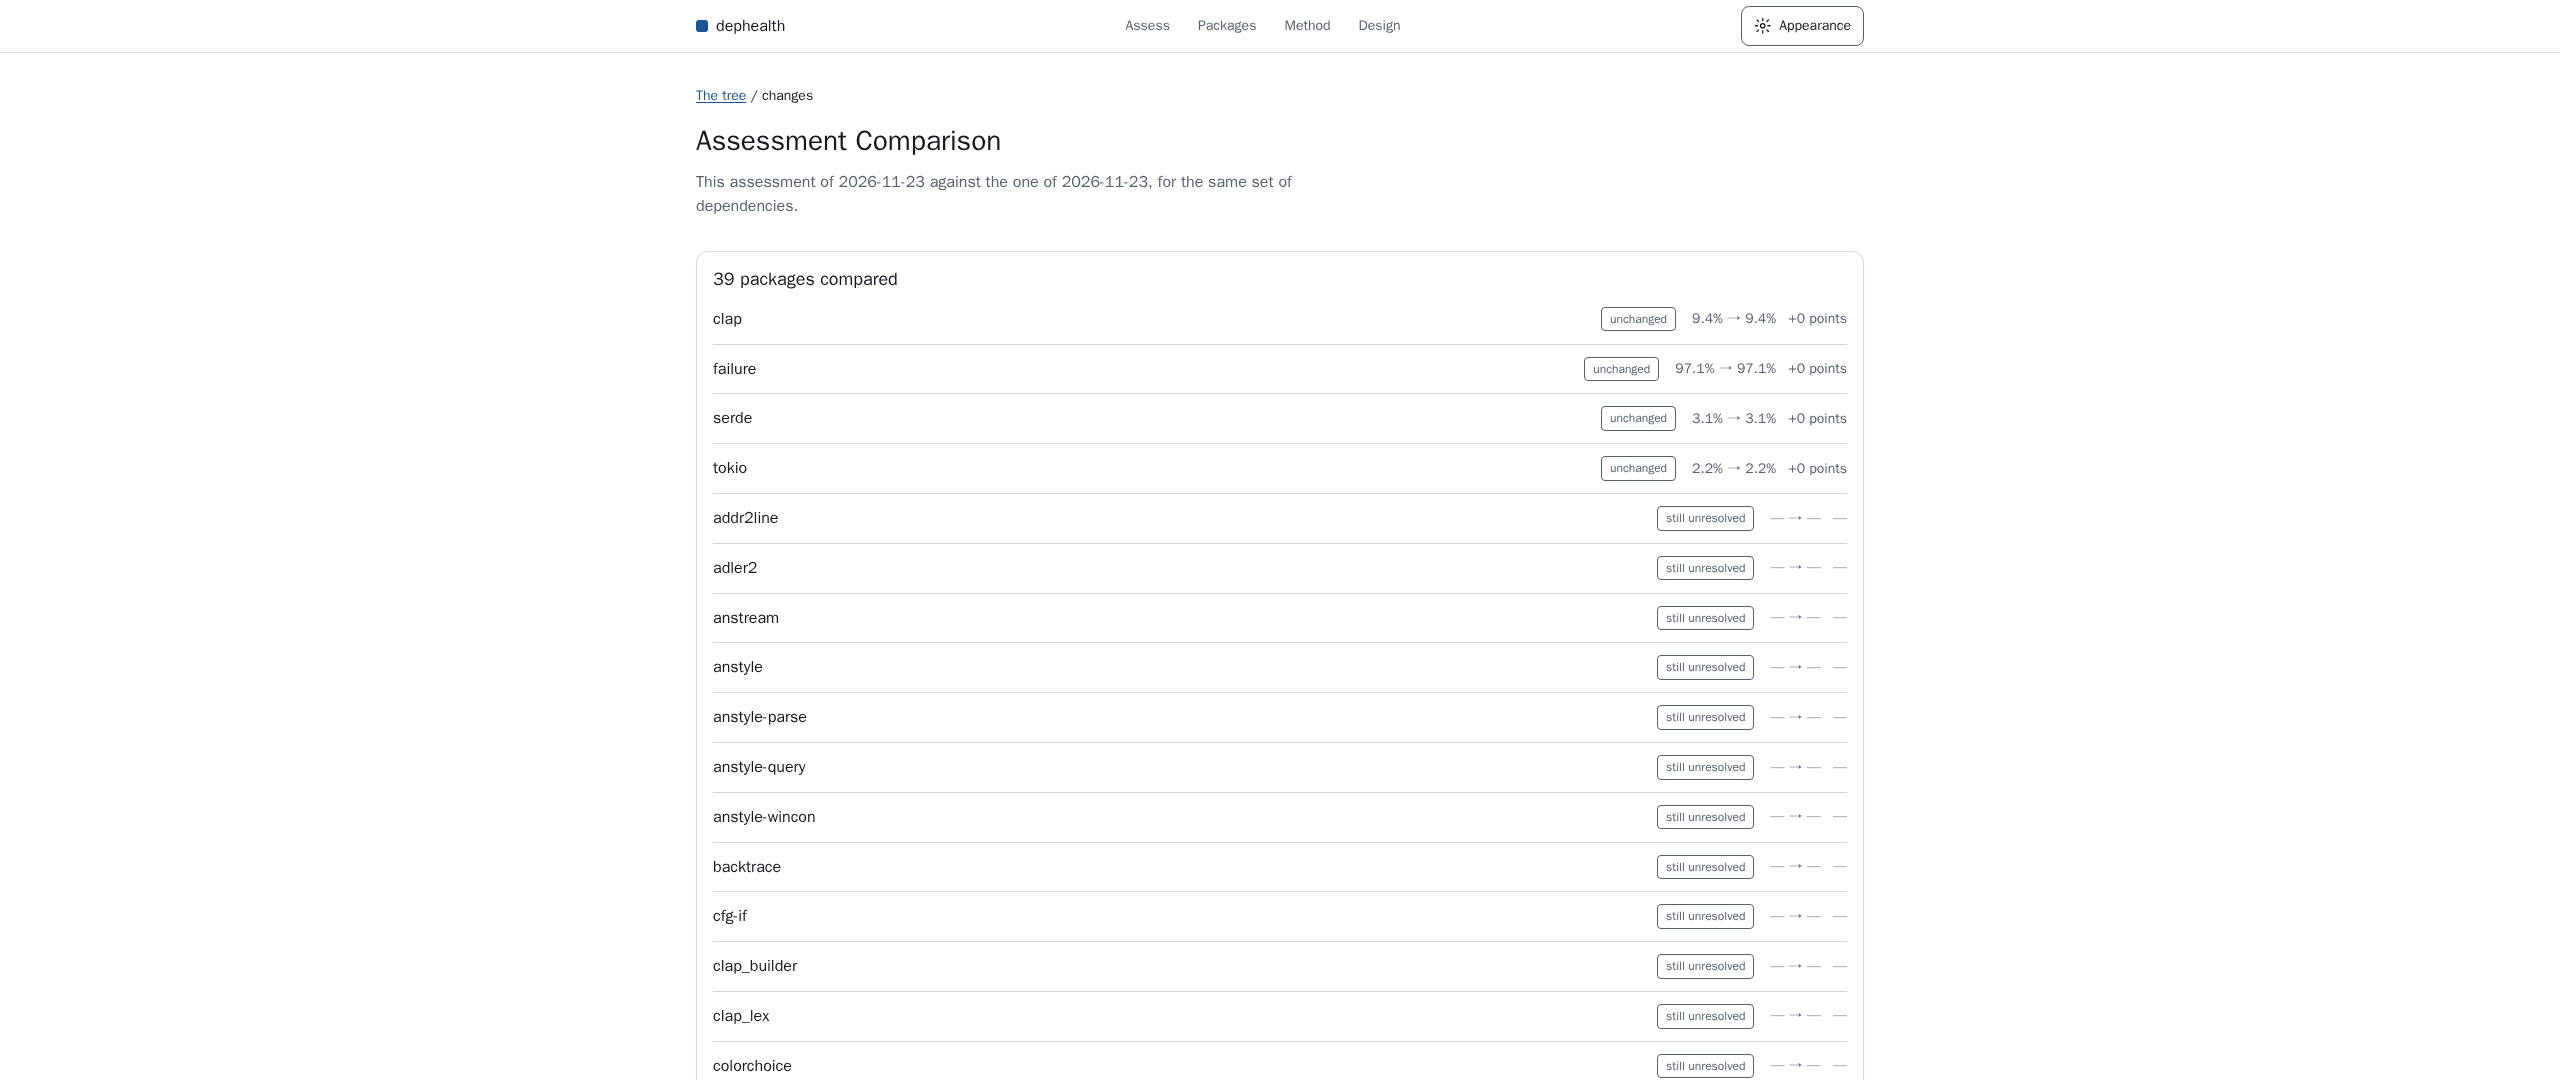 dephealth
Assess Packages Method Design
Appearance
The tree / changes
Assessment Comparison
This assessment of 2026-11-23 against the one of 2026-11-23, for the same set of
dependencies.
39 packages compared
clap unchanged 9.4% → 9.4% +0 points
failure unchanged 97.1% → 97.1% +0 points
serde unchanged 3.1% → 3.1% +0 points
tokio unchanged 2.2% → 2.2% +0 points
addr2line still unresolved — → — —
adler2 still unresolved — → — —
anstream still unresolved — → — —
anstyle still unresolved — → — —
anstyle-parse still unresolved — → — —
anstyle-query still unresolved — → — —
anstyle-wincon still unresolved — → — —
backtrace still unresolved — → — —
cfg-if still unresolved — → — —
clap_builder still unresolved — → — —
clap_lex still unresolved — → — —
colorchoice still unresolved — → — —